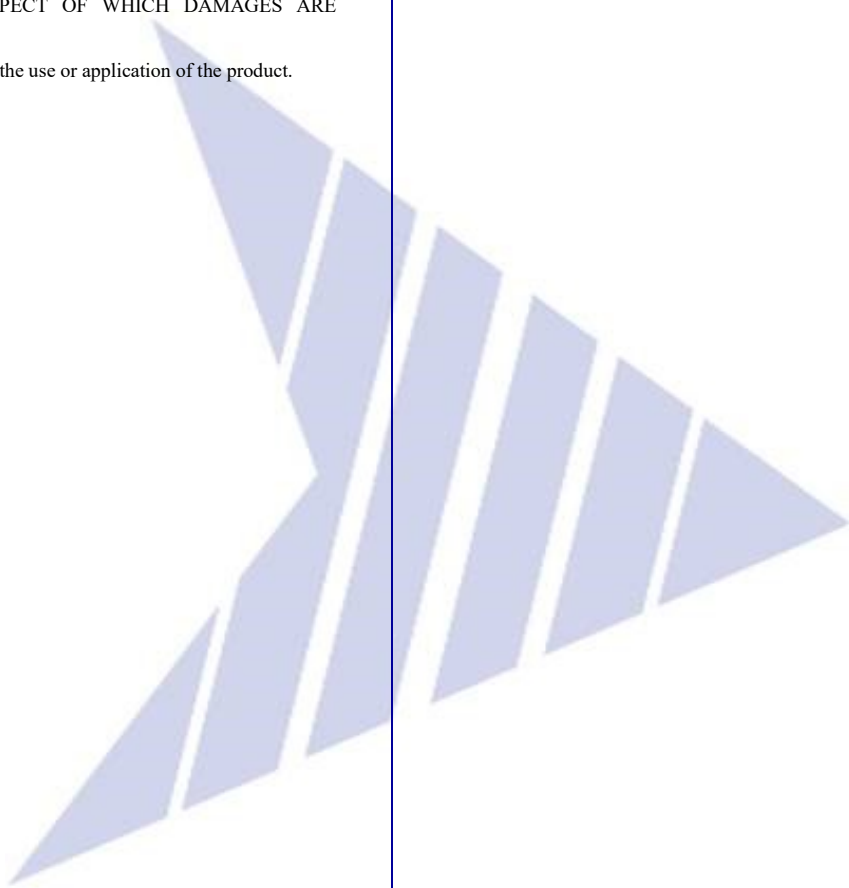 PECT OF WHICH DAMAGES ARE
the use or application of the product.